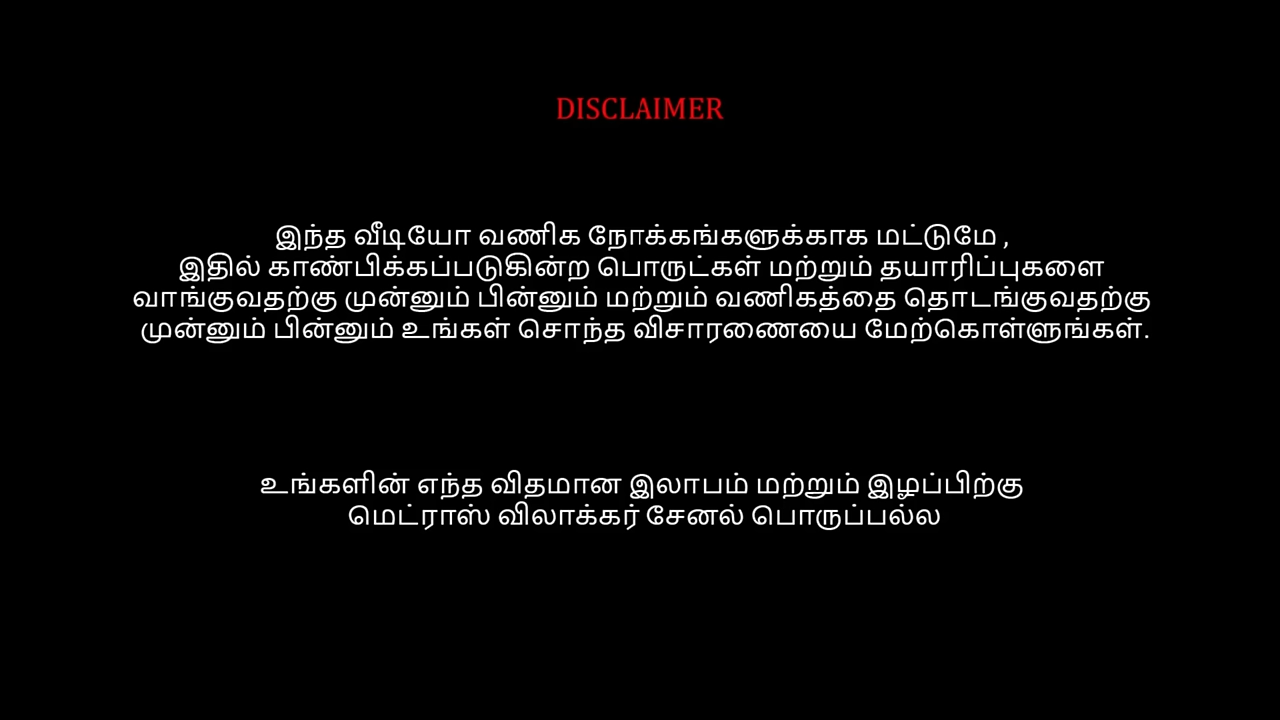 DISCLAIMER
இந்த வீடியோ வணிக நோக்கங்களுக்காக மட்டுமே ,
இதில் காண்பிக்கப்படுகின்ற பொருட்கள் மற்றும் தயாரிப்புகளை
வாங்குவதற்கு முன்னும் பின்னும் மற்றும் வணிகத்தை தொடங்குவதற்கு
முன்னும் பின்னும் உங்கள் சொந்த விசாரணையை மேற்கொள்ளுங்கள்.
உங்களின் எந்த விதமான இலாபம் மற்றும் இழப்பிற்கு
மெட்ராஸ் விலாக்கர் சேனல் பொருப்பல்ல